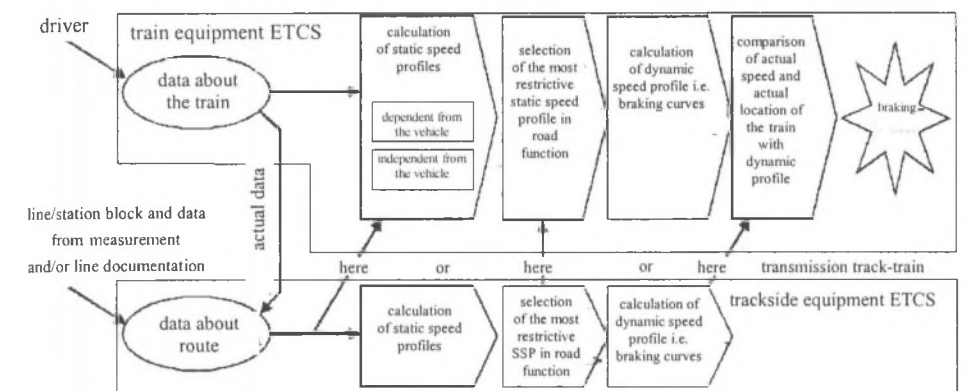 driver
train equipment ETCS
data about
the train
calculation
of static speed
profiles
dependent from
the vehicle
independent from
the vehicle
selection
of the most
restrictive
static speed
profile in
road
function
calculation
of dynamic
speed profile i.e.
braking curves
comparison
of actual
speed and
actual
location of
the train
with
dynamic
profile
braking
actual data
line/station block and data
from measurement
and/or line documentation
here or here or here transmission track-train
trackside equipment ETCS
data about
route
calculation
of static speed
profiles
selection
of the most
restrictive
SSP in road
function
calculation of
dynamic speed
profile i.e.
braking curves